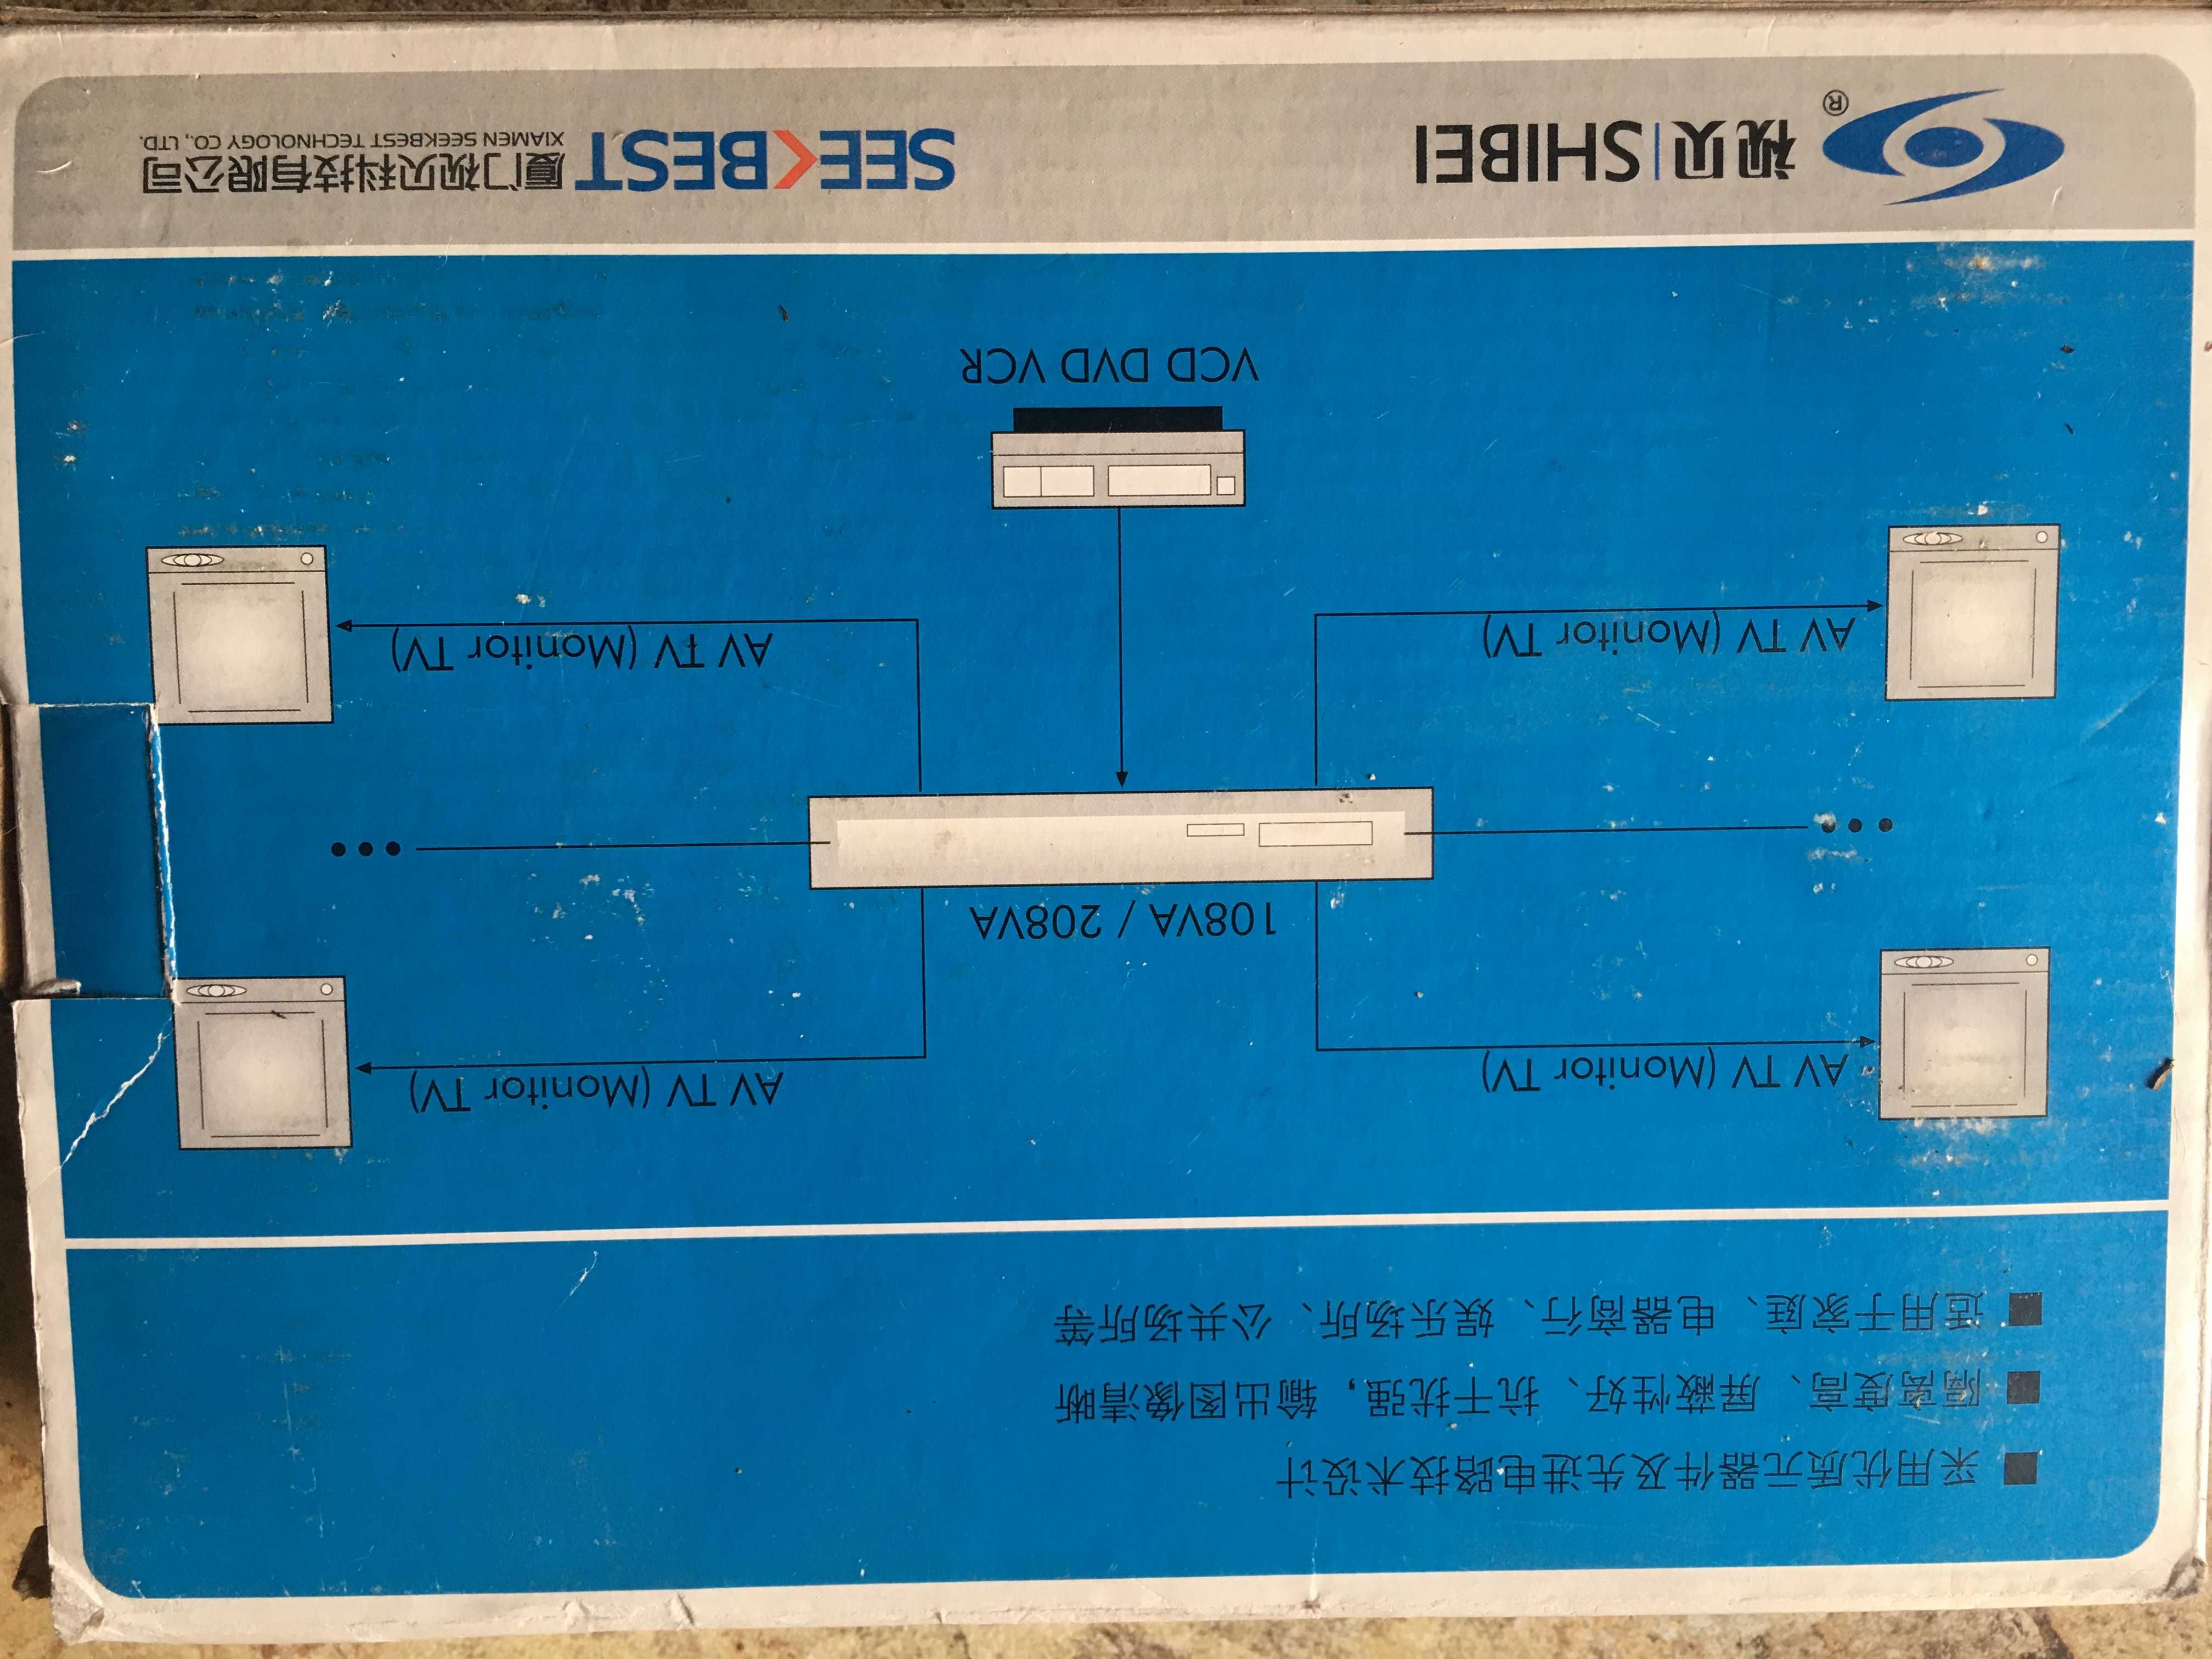 ■ 采用优质元器件及先进电路技术设计
■ 隔离度高、屏蔽性好、抗干扰强，输出图像清晰
■ 适用于家庭、电器商行、娱乐场所、公共场所等
AV TV (Monitor TV)
AV TV (Monitor TV)
108VA / 208VA
AV TV (Monitor TV)
AV TV (Monitor TV)
VCD DVD VCR
® 视贝 | SHIBEI
SEEKBEST
厦门视贝科技有限公司
XIAMEN SEEKBEST TECHNOLOGY CO., LTD.